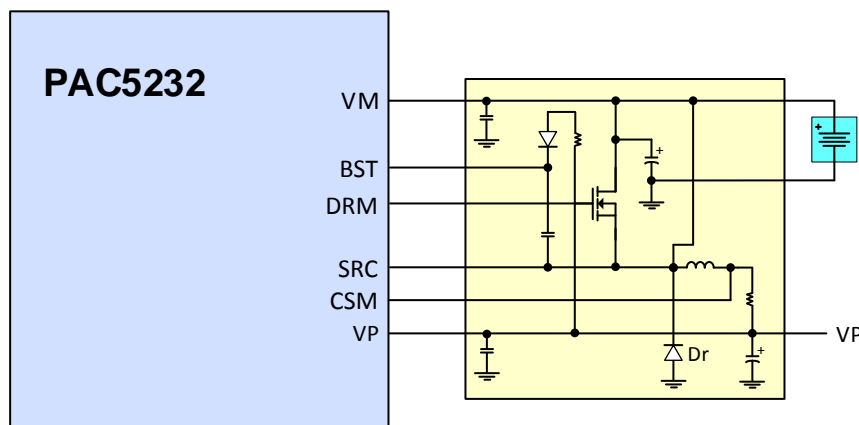 PAC5232
VM
BST
DRM
SRC
CSM
VP
VP
Dr
+
+
+